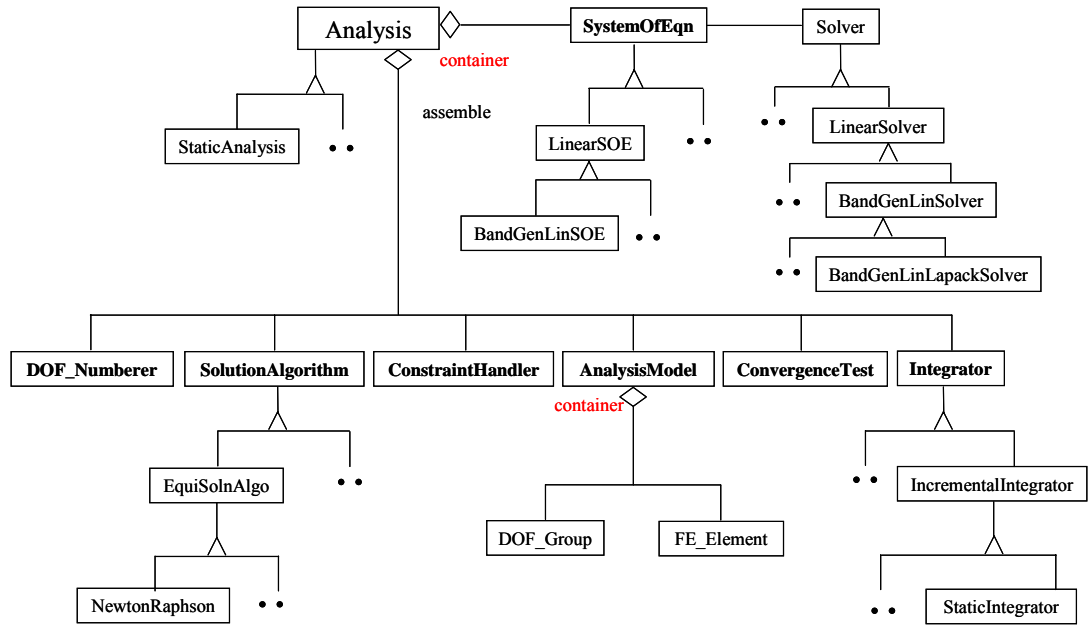 Analysis
SystemOfEqn
Solver
container
assemble
StaticAnalysis
LinearSOE
LinearSolver
BandGenLinSOE
BandGenLinSolver
BandGenLinLapackSolver
DOF_Numberer
SolutionAlgorithm
ConstraintHandler
AnalysisModel
ConvergenceTest
Integrator
container
EquiSolnAlgo
IncrementalIntegrator
DOF_Group
FE_Element
NewtonRaphson
StaticIntegrator